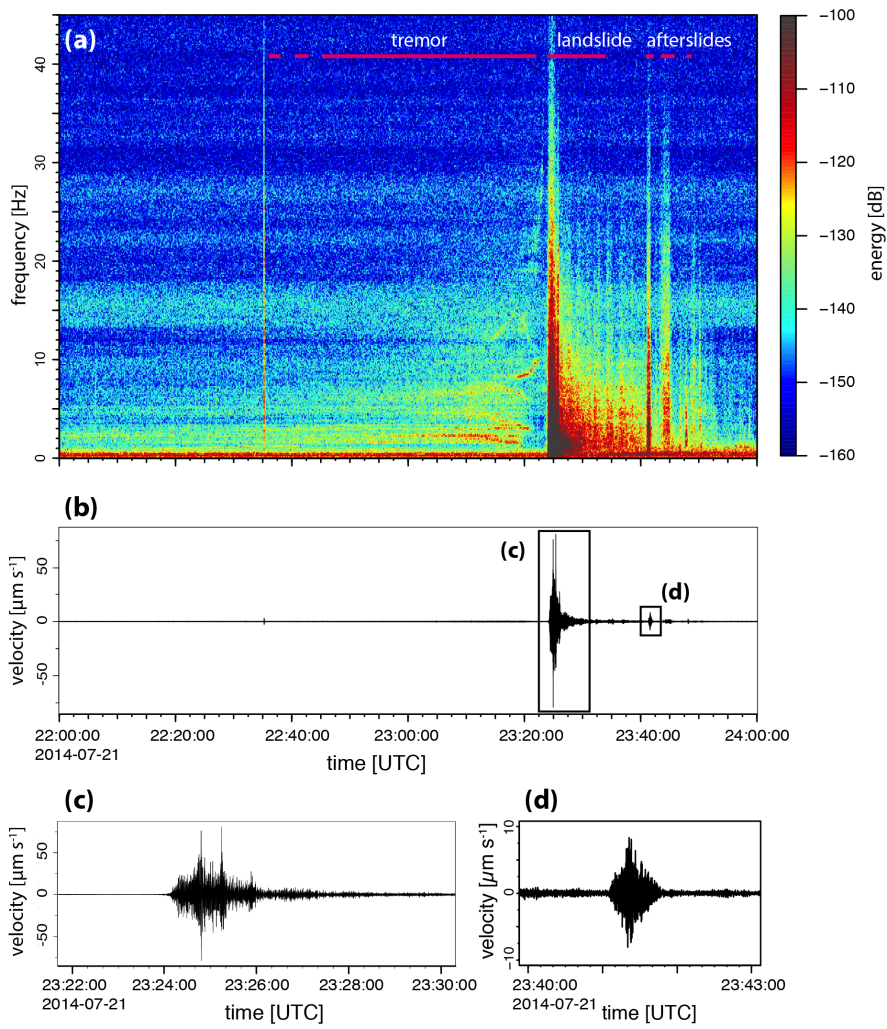 (a)
tremor
landslide
afterslides
frequency [Hz]
40
30
20
10
0
−100
−110
−120
−130
−140
−150
−160
energy [dB]
(b)
(c)
(d)
velocity [µm s⁻¹]
50
0
-50
22:00:00
22:20:00
22:40:00
23:00:00
23:20:00
23:40:00
24:00:00
2014-07-21
time [UTC]
(c)
velocity [µm s⁻¹]
50
0
-50
23:22:00
23:24:00
23:26:00
23:28:00
23:30:00
2014-07-21
time [UTC]
(d)
velocity [µm s⁻¹]
10
0
-10
23:40:00
23:43:00
2014-07-21
time [UTC]